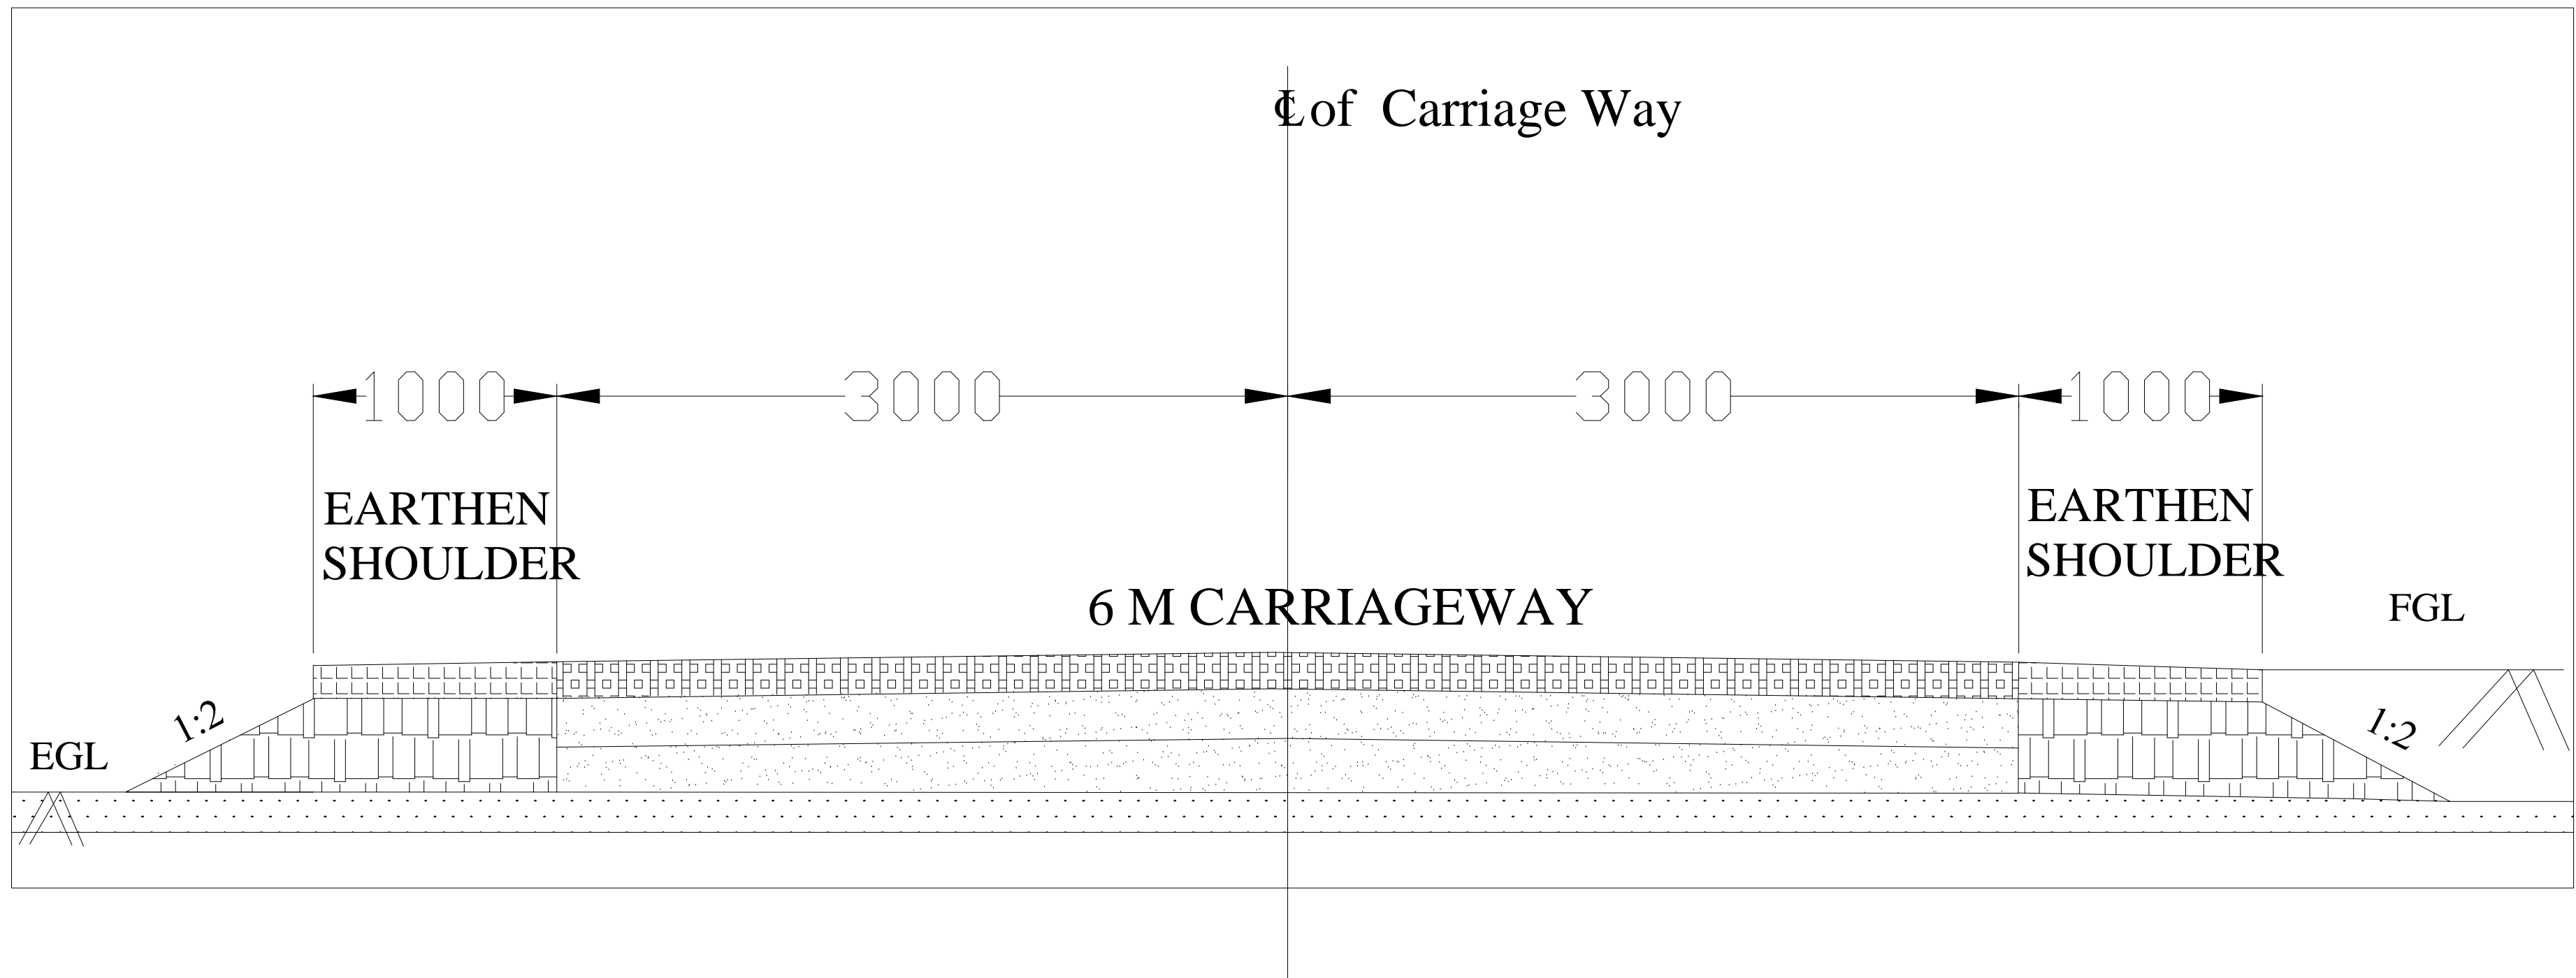 ℄ of Carriage Way
1000 3000 3000 1000
EARTHEN
SHOULDER
EARTHEN
SHOULDER
6 M CARRIAGEWAY
FGL
1:2
1:2
EGL